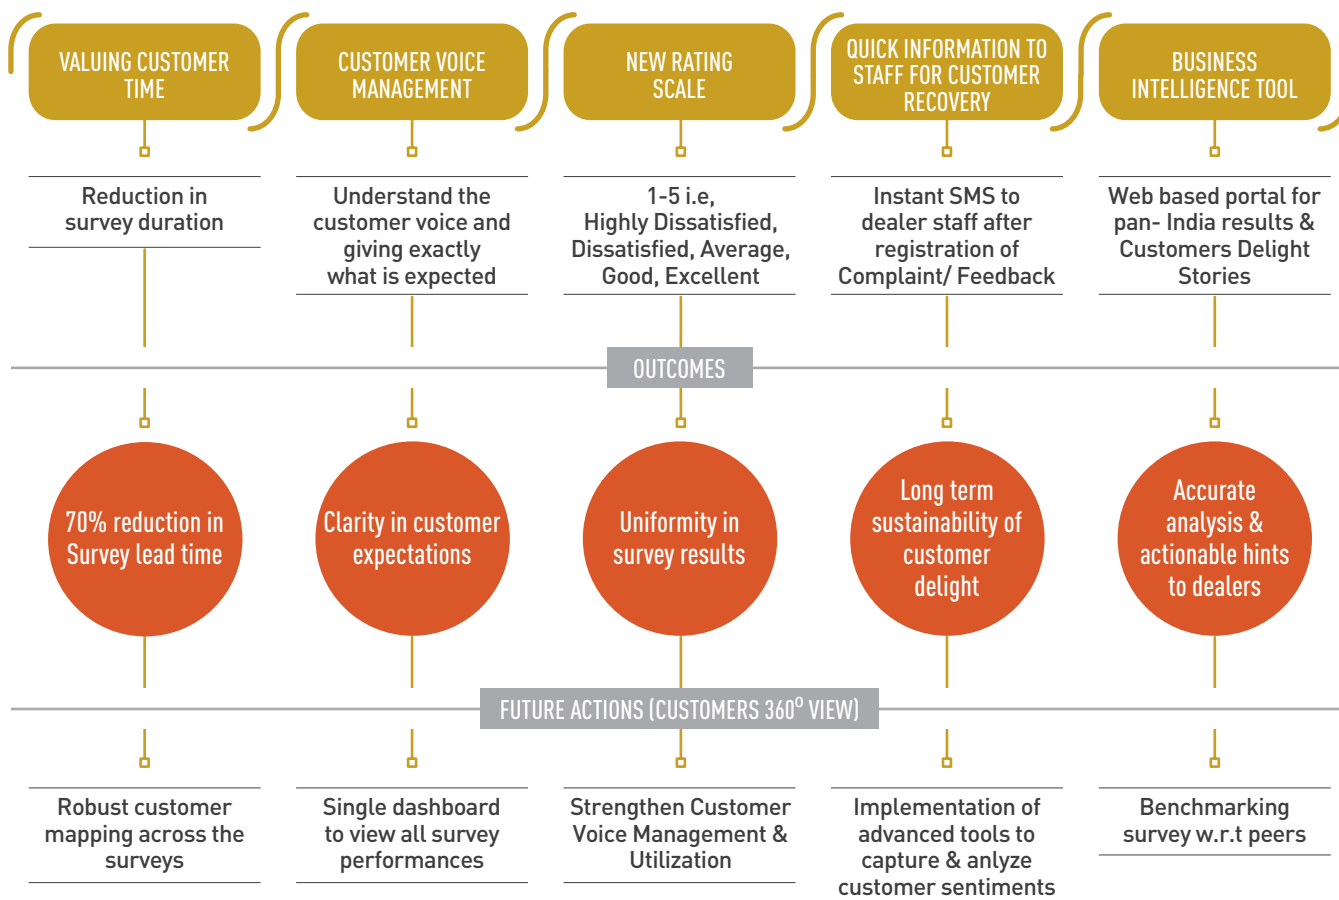 VALUING CUSTOMER
TIME
CUSTOMER VOICE
MANAGEMENT
NEW RATING
SCALE
QUICK INFORMATION TO
STAFF FOR CUSTOMER
RECOVERY
BUSINESS
INTELLIGENCE TOOL
Reduction in
survey duration
Understand the
customer voice and
giving exactly
what is expected
1-5 i.e,
Highly Dissatisfied,
Dissatisfied, Average,
Good, Excellent
Instant SMS to
dealer staff after
registration of
Complaint/ Feedback
Web based portal for
pan- India results &
Customers Delight
Stories
OUTCOMES
70% reduction in
Survey lead time
Clarity in customer
expectations
Uniformity in
survey results
Long term
sustainability of
customer
delight
Accurate
analysis &
actionable hints
to dealers
FUTURE ACTIONS (CUSTOMERS 360⁰ VIEW)
Robust customer
mapping across the
surveys
Single dashboard
to view all survey
performances
Strengthen Customer
Voice Management &
Utilization
Implementation of
advanced tools to
capture & anlyze
customer sentiments
Benchmarking
survey w.r.t peers